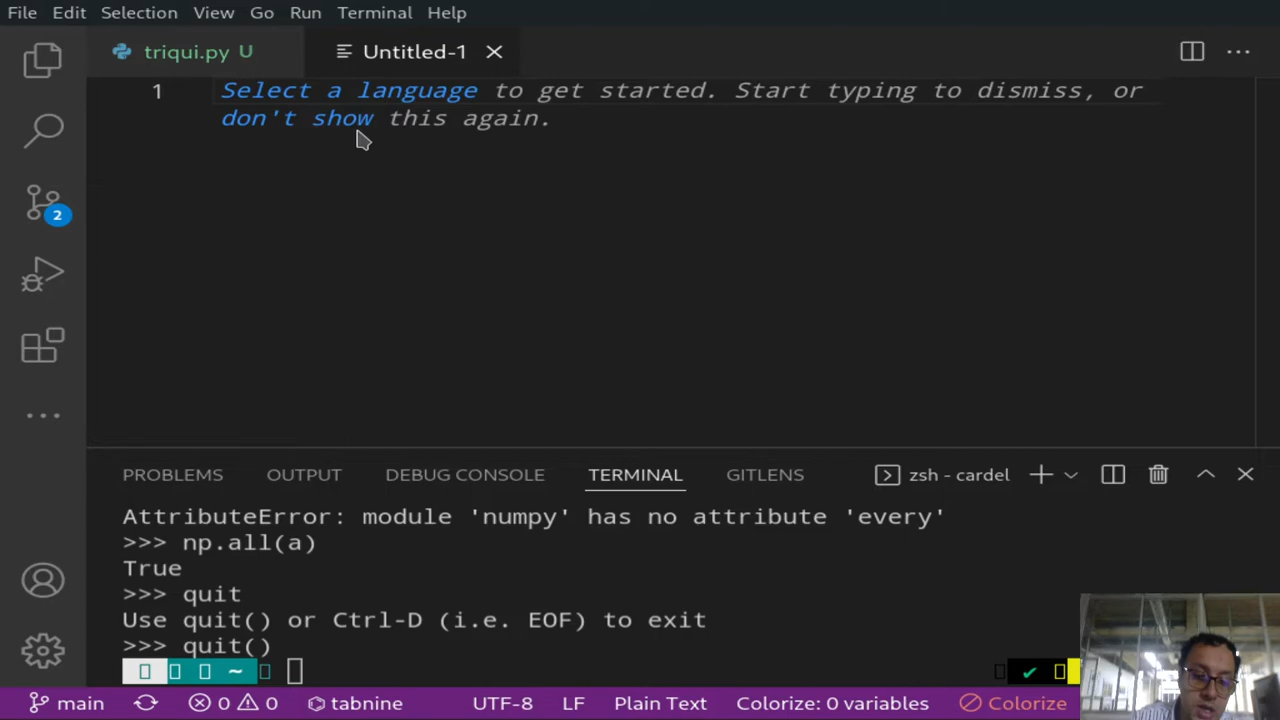 File Edit Selection View Go Run Terminal Help
triqui.py U Untitled-1
1 Select a language to get started. Start typing to dismiss, or
don't show this again.
2
PROBLEMS OUTPUT DEBUG CONSOLE TERMINAL GITLENS zsh - cardel
AttributeError: module 'numpy' has no attribute 'every'
>>> np.all(a)
True
>>> quit
Use quit() or Ctrl-D (i.e. EOF) to exit
>>> quit()
~
main 0 0 tabnine UTF-8 LF Plain Text Colorize: 0 variables Colorize